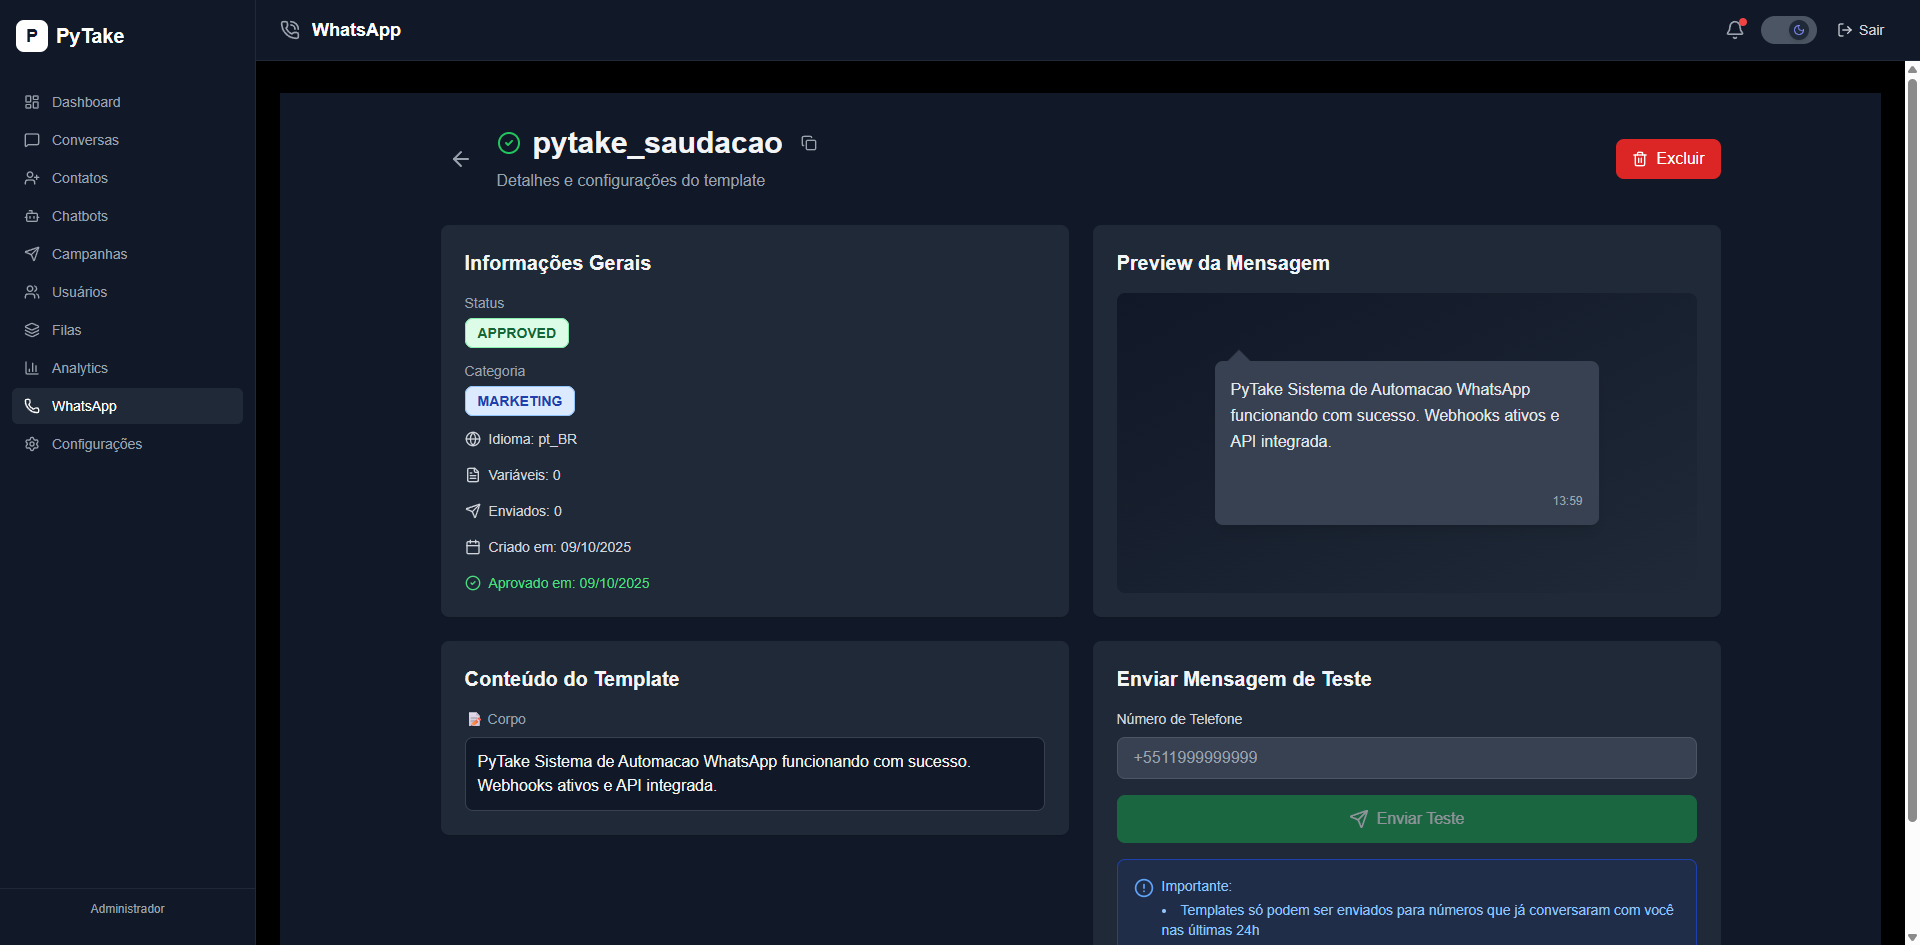 P PyTake
Dashboard
Conversas
Contatos
Chatbots
Campanhas
Usuários
Filas
Analytics
WhatsApp
Configurações
Administrador
WhatsApp
Sair
pytake_saudacao
Detalhes e configurações do template
Excluir
Informações Gerais
Status
APPROVED
Categoria
MARKETING
Idioma: pt_BR
Variáveis: 0
Enviados: 0
Criado em: 09/10/2025
Aprovado em: 09/10/2025
Preview da Mensagem
PyTake Sistema de Automacao WhatsApp
funcionando com sucesso. Webhooks ativos e
API integrada.
13:59
Conteúdo do Template
Corpo
PyTake Sistema de Automacao WhatsApp funcionando com sucesso.
Webhooks ativos e API integrada.
Enviar Mensagem de Teste
Número de Telefone
+5511999999999
Enviar Teste
Importante:
• Templates só podem ser enviados para números que já conversaram com você
nas últimas 24h